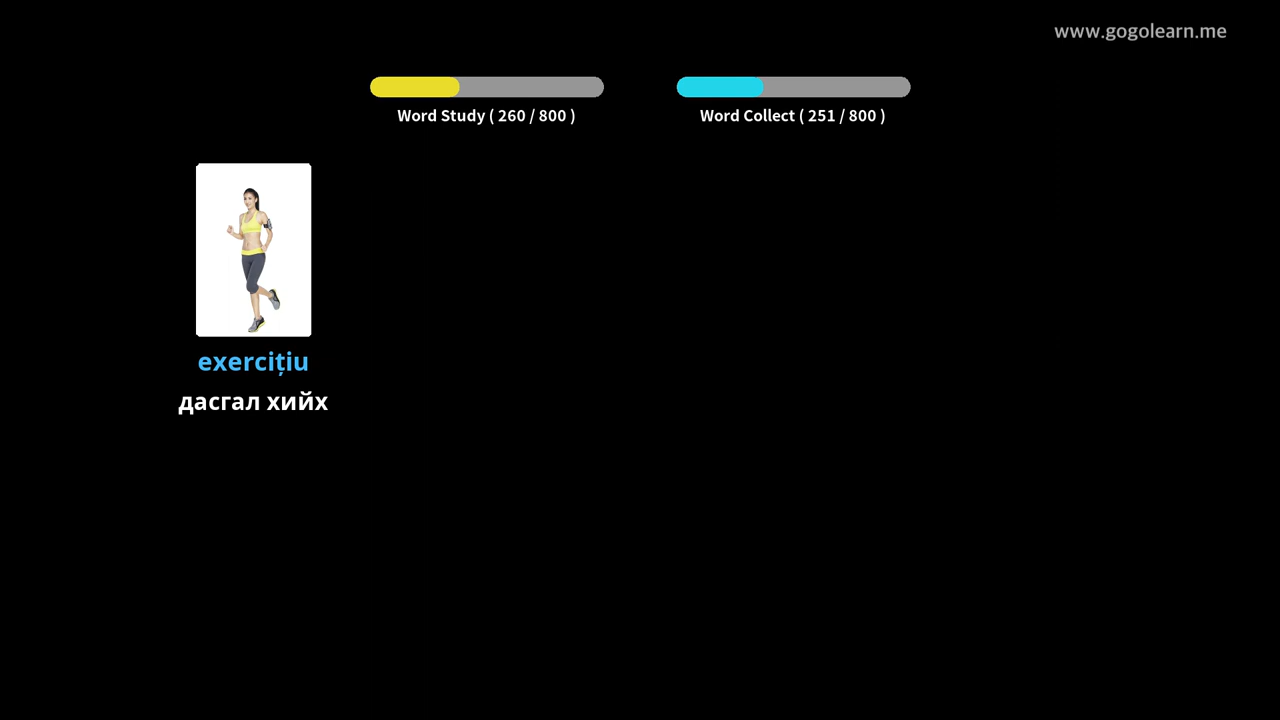 www.gogolearn.me
Word Study ( 260 / 800 )
Word Collect ( 251 / 800 )
exercițiu
дасгал хийх